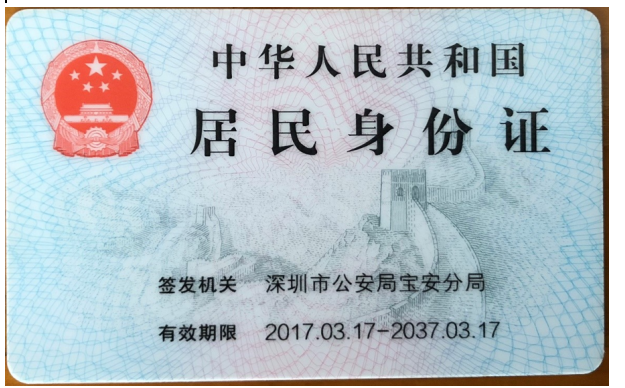 中华人民共和国
居民身份证
签发机关 深圳市公安局宝安分局
有效期限 2017.03.17-2037.03.17